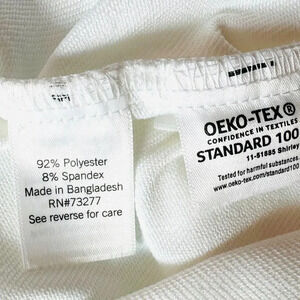 92% Polyester
8% Spandex
Made in Bangladesh
RN#73277
See reverse for care
OEKO-TEX®
CONFIDENCE IN TEXTILES
STANDARD 100
11-51885 Shirley
Tested for harmful substances.
www.oeko-tex.com/standard100